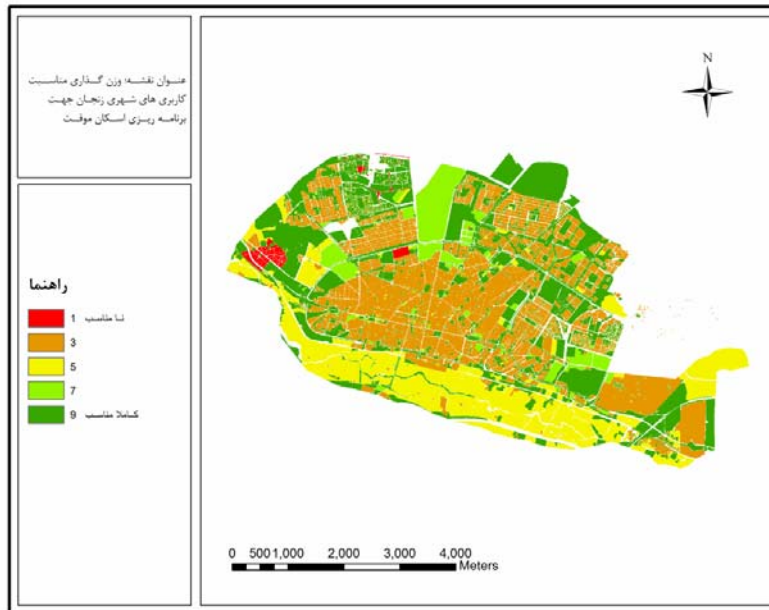 عنوان نقشه: وزن گذاری مناسبت
کاربری های شهری زنجان جهت
برنامه ریزی اسکان موقت
N
راهنما
1 نا مناسب
3
5
7
9 کاملا مناسب
0 500 1,000 2,000 3,000 4,000
Meters